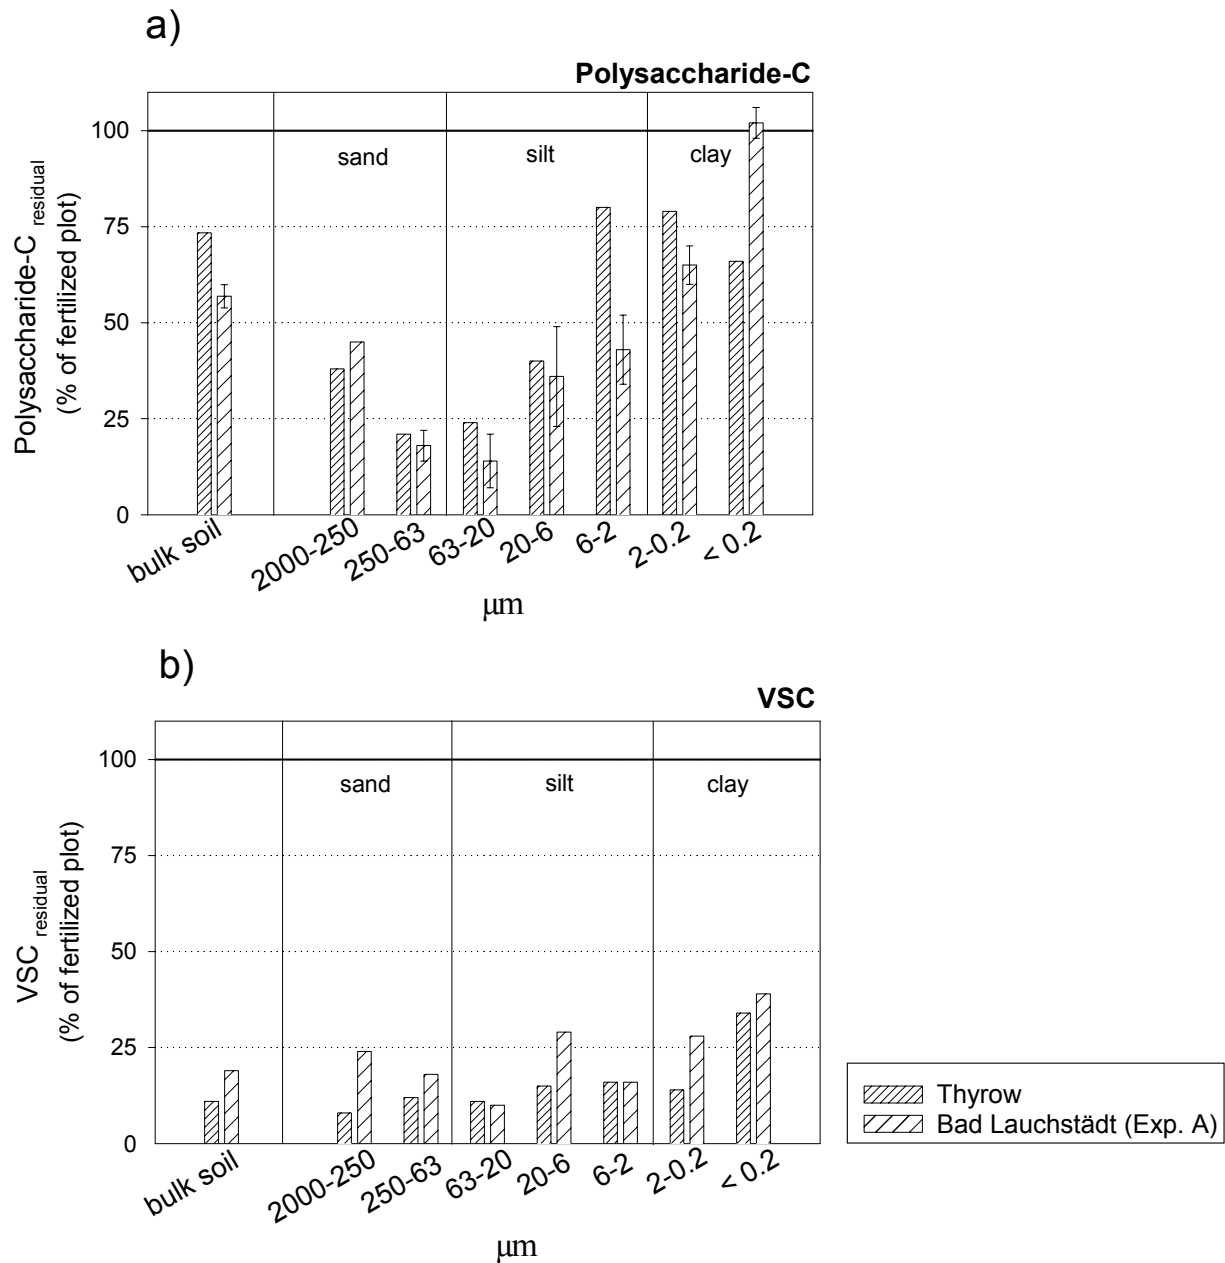 a)
Polysaccharide-C
Polysaccharide-C residual
(% of fertilized plot)
100
75
50
25
0
sand
silt
clay
bulk soil
2000-250
250-63
63-20
20-6
6-2
2-0.2
< 0.2
μm
b)
VSC
VSC residual
(% of fertilized plot)
100
75
50
25
0
sand
silt
clay
bulk soil
2000-250
250-63
63-20
20-6
6-2
2-0.2
< 0.2
μm
Thyrow
Bad Lauchstädt (Exp. A)